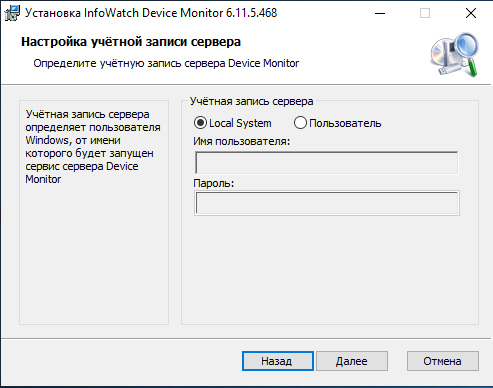 Установка InfoWatch Device Monitor 6.11.5.468
Настройка учётной записи сервера
Определите учётную запись сервера Device Monitor
Учётная запись сервера
определяет пользователя
Windows, от имени
которого будет запущен
сервис сервера Device
Monitor
Учётная запись сервера
Local System
Пользователь
Имя пользователя:
Пароль:
Назад
Далее
Отмена